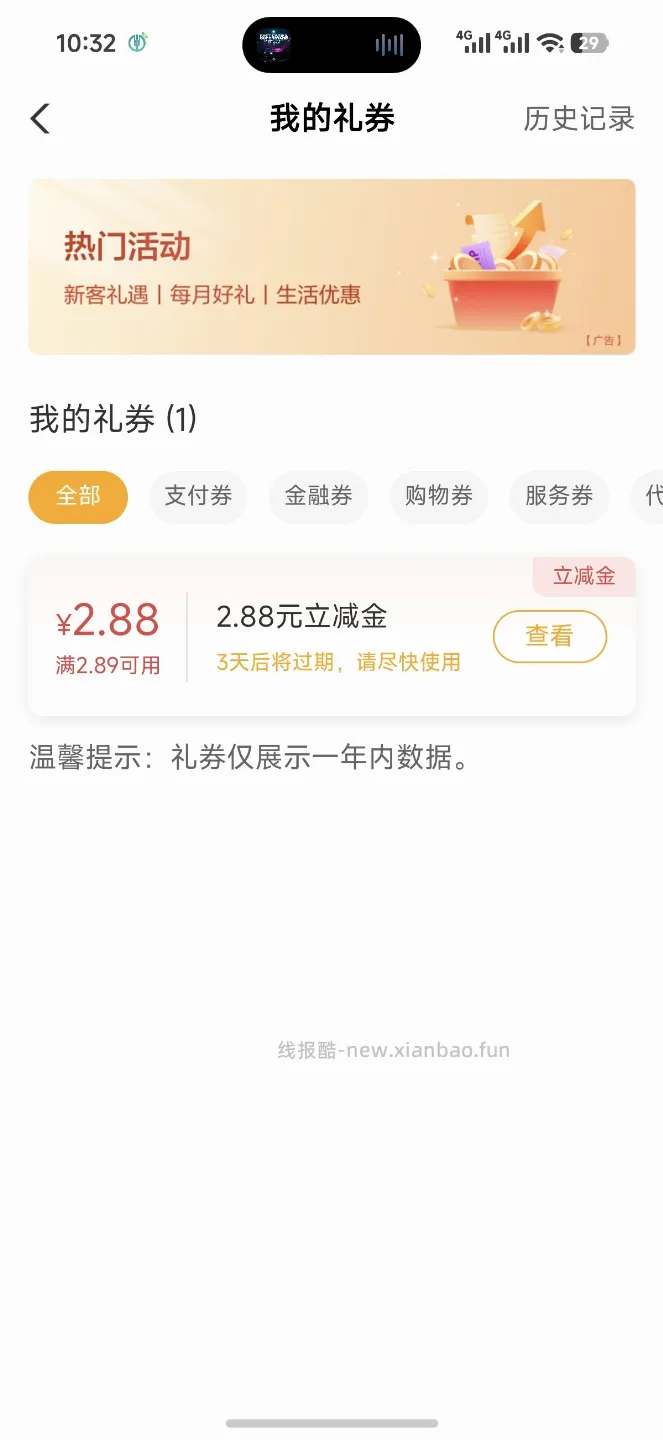 10:32
4G 4G 29
我的礼券
历史记录
热门活动
新客礼遇丨每月好礼丨生活优惠
【广告】
我的礼券 (1)
全部 支付券 金融券 购物券 服务券 代
立减金
¥2.88
满2.89可用
2.88元立减金
3天后将过期，请尽快使用
查看
温馨提示：礼券仅展示一年内数据。
线报酷-new.xianbao.fun